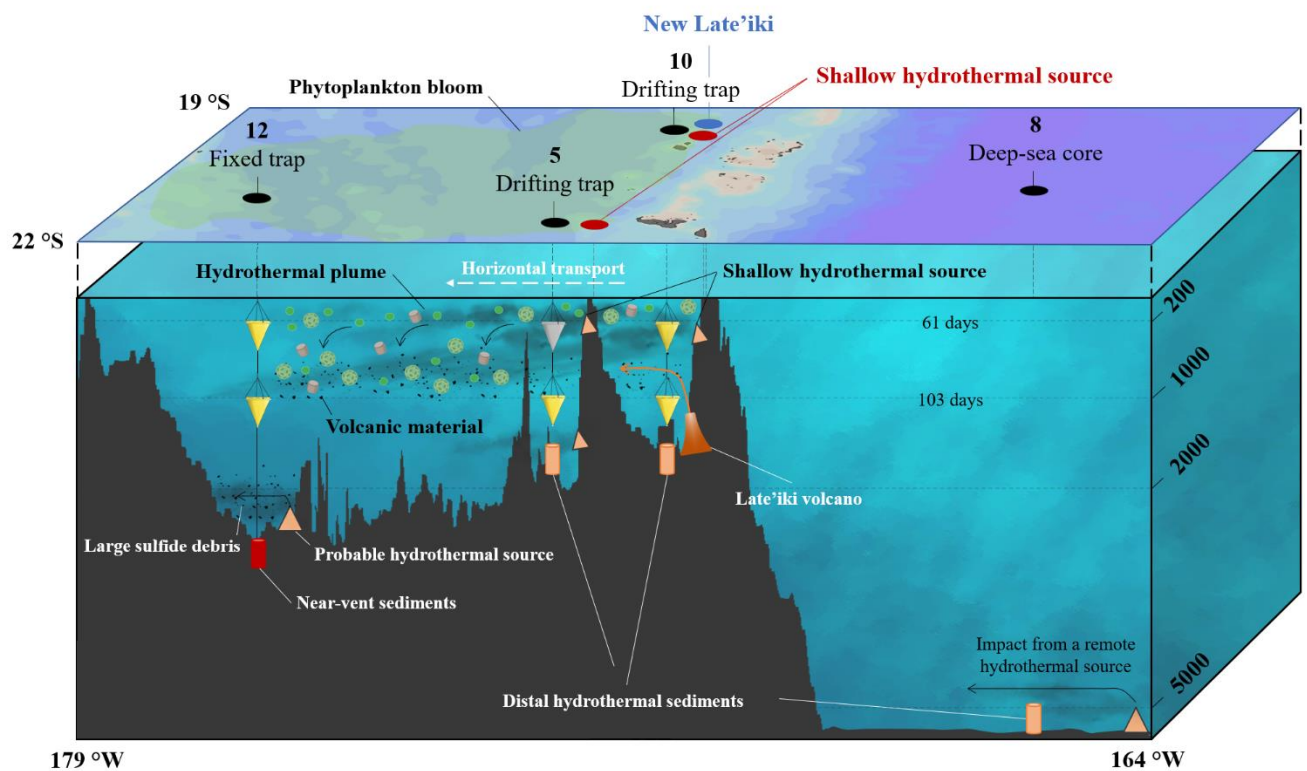 New Late’iki
10
Drifting trap
Shallow hydrothermal source
Phytoplankton bloom
19 °S
12
Fixed trap
5
Drifting trap
8
Deep-sea core
22 °S
Hydrothermal plume
Horizontal transport
Shallow hydrothermal source
200
61 days
1000
103 days
Volcanic material
2000
Late’iki volcano
Large sulfide debris
Probable hydrothermal source
Near-vent sediments
Impact from a remote
hydrothermal source
5000
Distal hydrothermal sediments
179 °W
164 °W